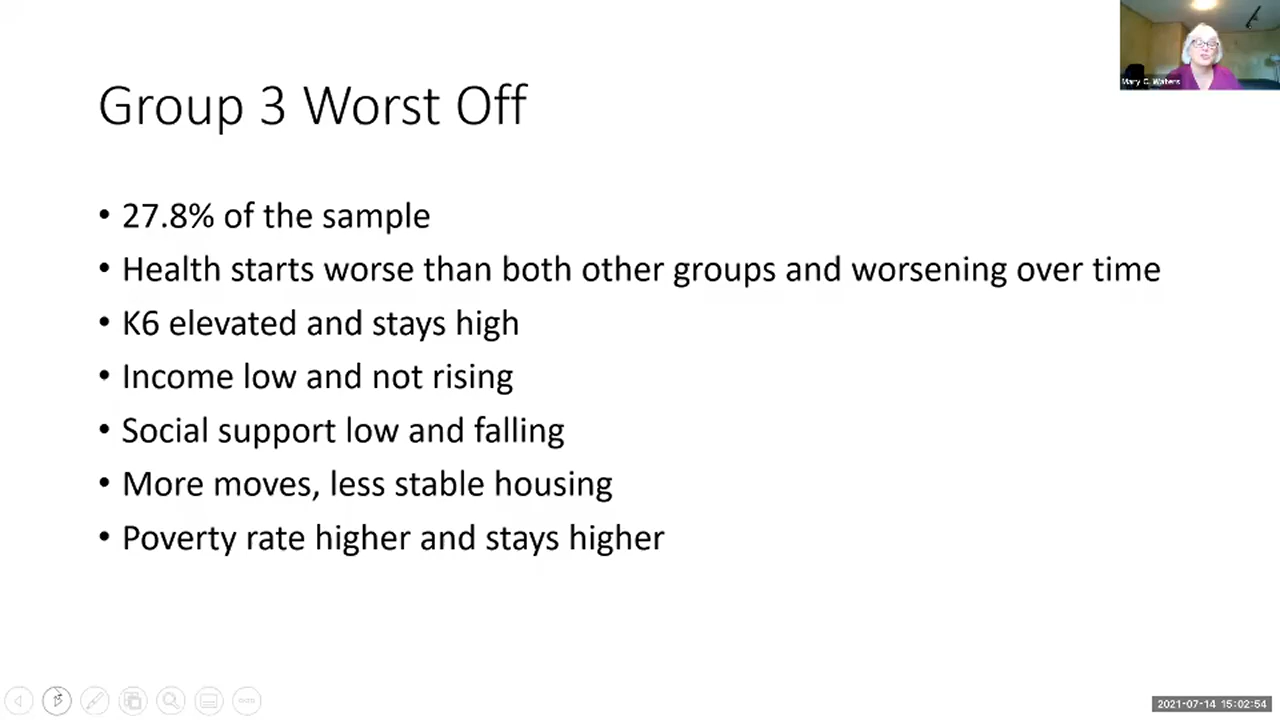 Mary C. Waters
Group 3 Worst Off
• 27.8% of the sample
• Health starts worse than both other groups and worsening over time
• K6 elevated and stays high
• Income low and not rising
• Social support low and falling
• More moves, less stable housing
• Poverty rate higher and stays higher
2021-07-14 15:02:54